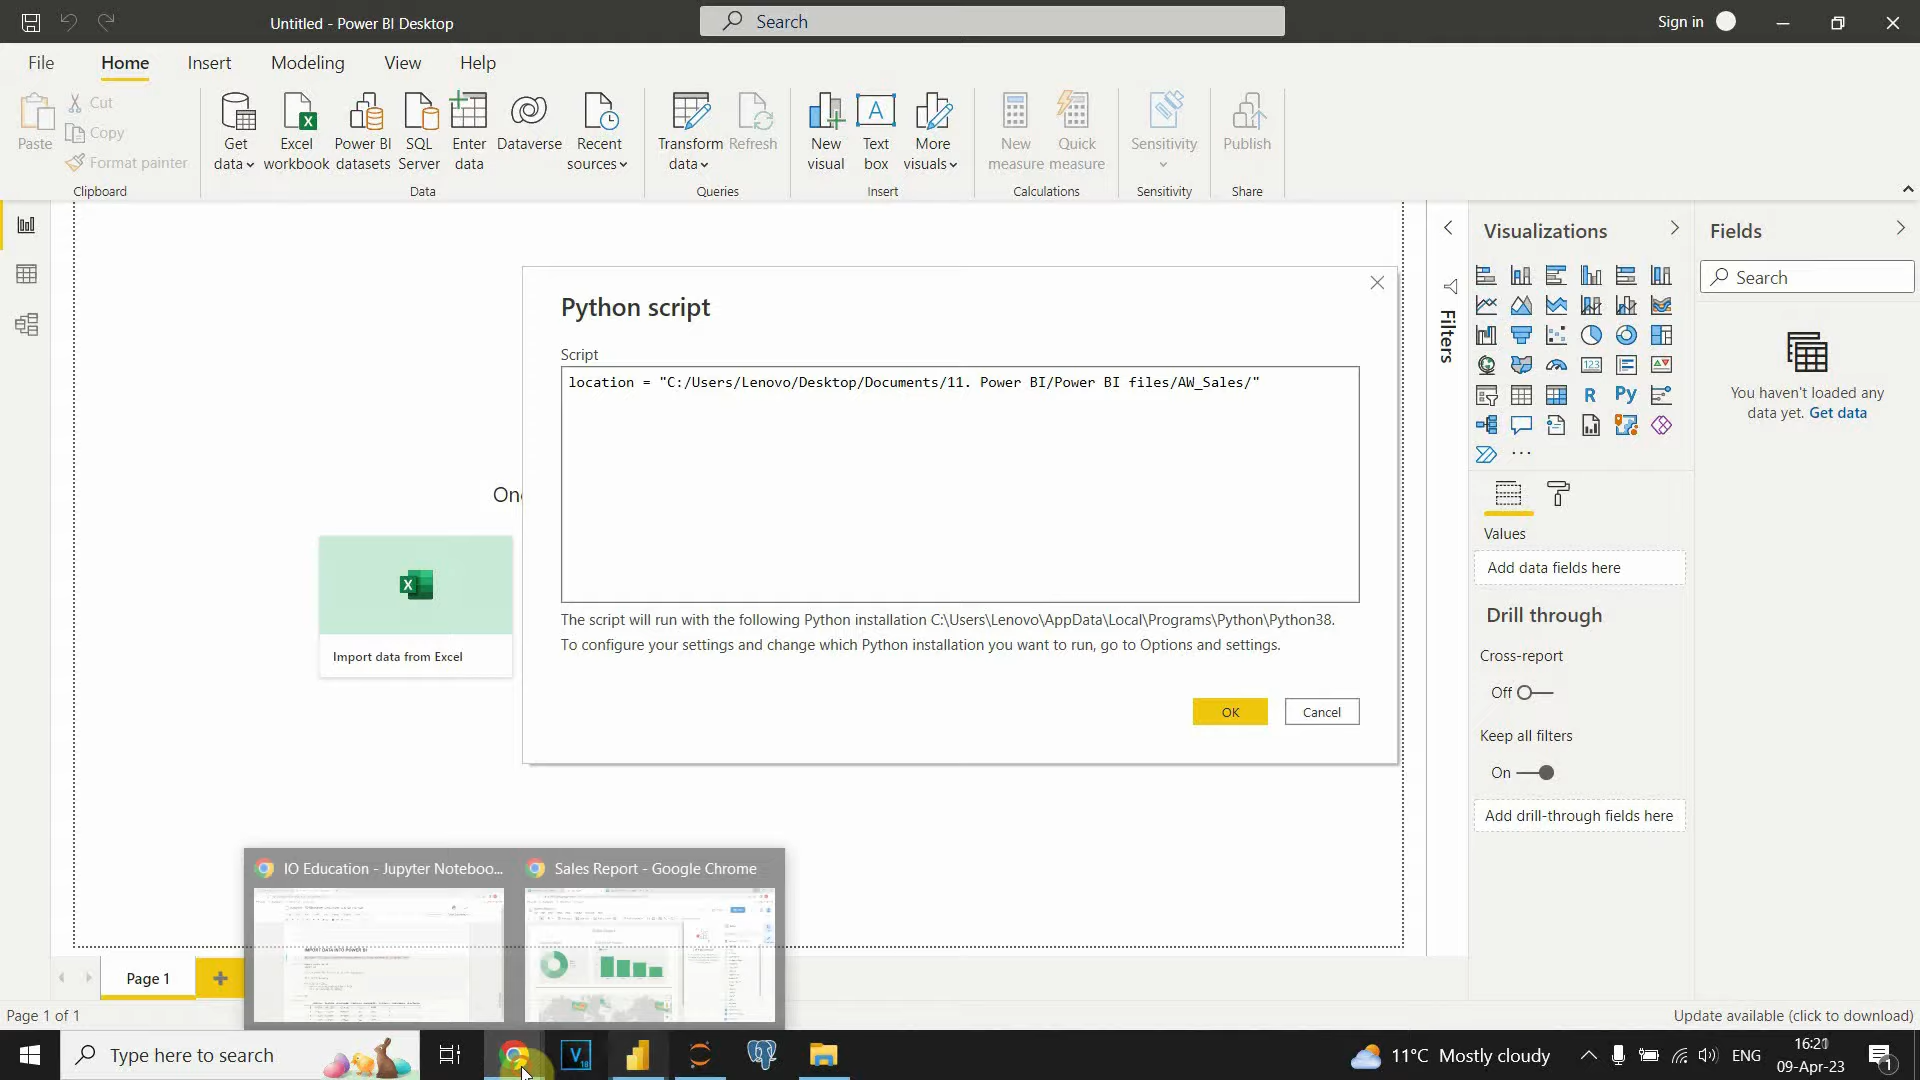 Untitled - Power BI Desktop
Search
Sign in
File
Home
Insert
Modeling
View
Help
Paste
Cut
Copy
Format painter
Clipboard
Get data
Excel workbook
Power BI datasets
SQL Server
Enter data
Dataverse
Recent sources
Data
Transform data
Refresh
Queries
New visual
Text box
More visuals
Insert
New measure
Quick measure
Calculations
Sensitivity
Sensitivity
Publish
Share
Python script
Script
location = "C:/Users/Lenovo/Desktop/Documents/11. Power BI/Power BI files/AW_Sales/"
The script will run with the following Python installation C:\Users\Lenovo\AppData\Local\Programs\Python\Python38.
To configure your settings and change which Python installation you want to run, go to Options and settings.
OK
Cancel
Import data from Excel
Filters
Visualizations
123
R
Py
Values
Add data fields here
Drill through
Cross-report
Off
Keep all filters
On
Add drill-through fields here
Fields
Search
You haven't loaded any
data yet. Get data
IO Education - Jupyter Noteboo...
Sales Report - Google Chrome
IMPORT DATA INTO POWER BI
Page 1
Page 1 of 1
Update available (click to download)
Type here to search
11°C Mostly cloudy
ENG
16:20
09-Apr-23
1